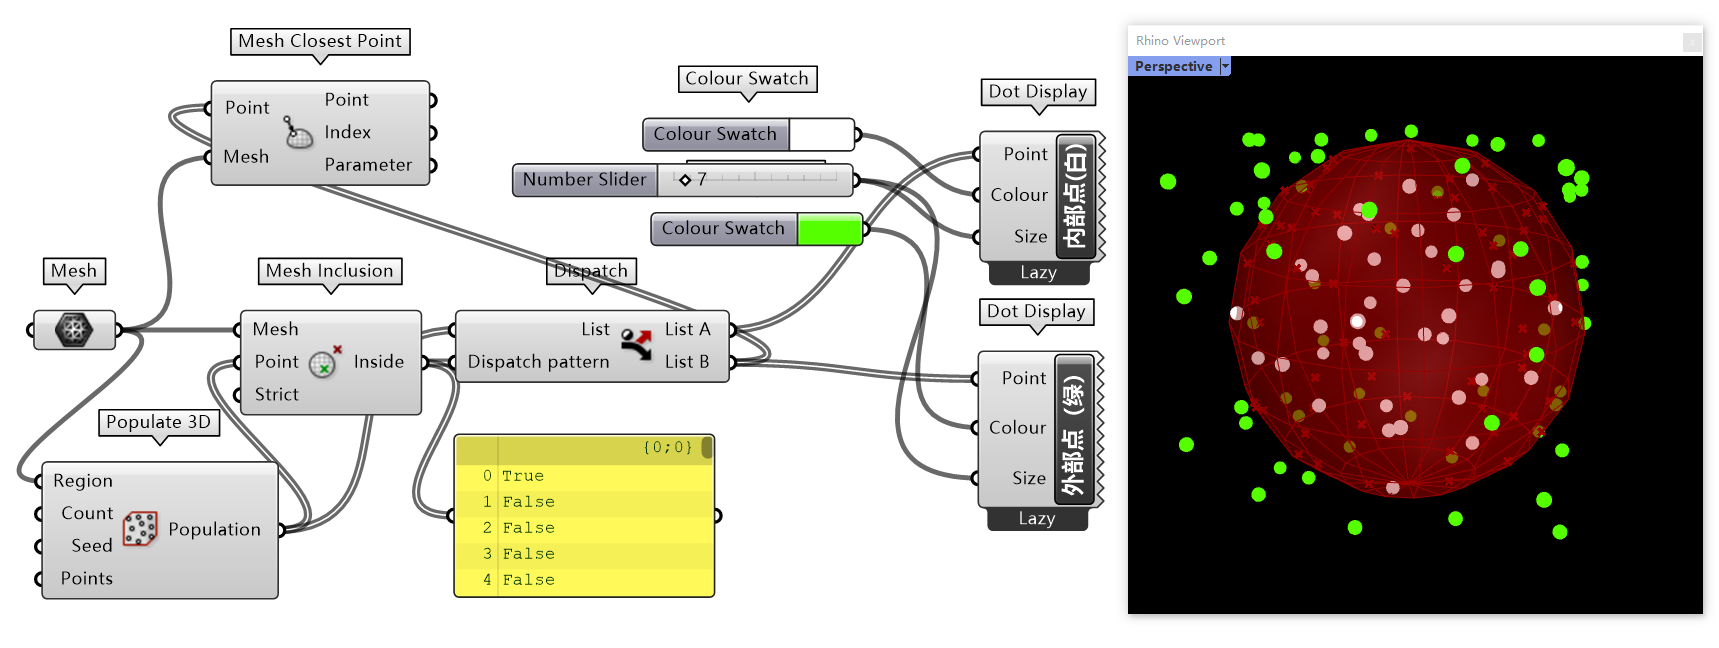 Mesh Closest Point
Point
Mesh
Point
Index
Parameter
Colour Swatch
Colour Swatch
Number Slider
7
Colour Swatch
Dot Display
Point
Colour
Size
内部点(白)
Lazy
Mesh
Mesh Inclusion
Mesh
Point
Strict
Inside
Dispatch
List
Dispatch pattern
List A
List B
Dot Display
Point
Colour
Size
外部点 (绿)
Lazy
Populate 3D
Region
Count
Seed
Points
Population
{0;0}
0 True
1 False
2 False
3 False
4 False
Rhino Viewport
Perspective